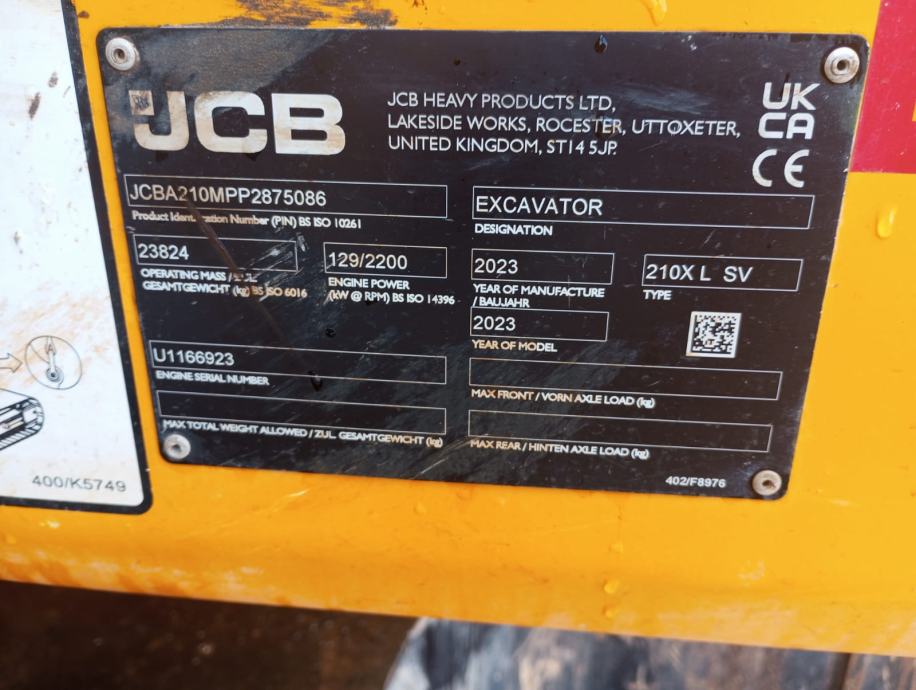 JCB
JCB HEAVY PRODUCTS LTD,
LAKESIDE WORKS, ROCESTER, UTTOXETER,
UNITED KINGDOM, ST14 5JP.
UK
CA
CE
JCBA210MPP2875086
Product Identification Number (PIN) BS ISO 10261
EXCAVATOR
DESIGNATION
23824
OPERATING MASS /
GESAMTGEWICHT (kg) BS ISO 6016
129/2200
ENGINE POWER
(kW @ RPM) BS ISO 14396
2023
YEAR OF MANUFACTURE
/ BAUJAHR
210X L SV
TYPE
2023
YEAR OF MODEL
U1166923
ENGINE SERIAL NUMBER
MAX FRONT / VORN AXLE LOAD (kg)
MAX TOTAL WEIGHT ALLOWED / ZUL. GESAMTGEWICHT (kg)
MAX REAR / HINTEN AXLE LOAD (kg)
402/F8976
400/K5749